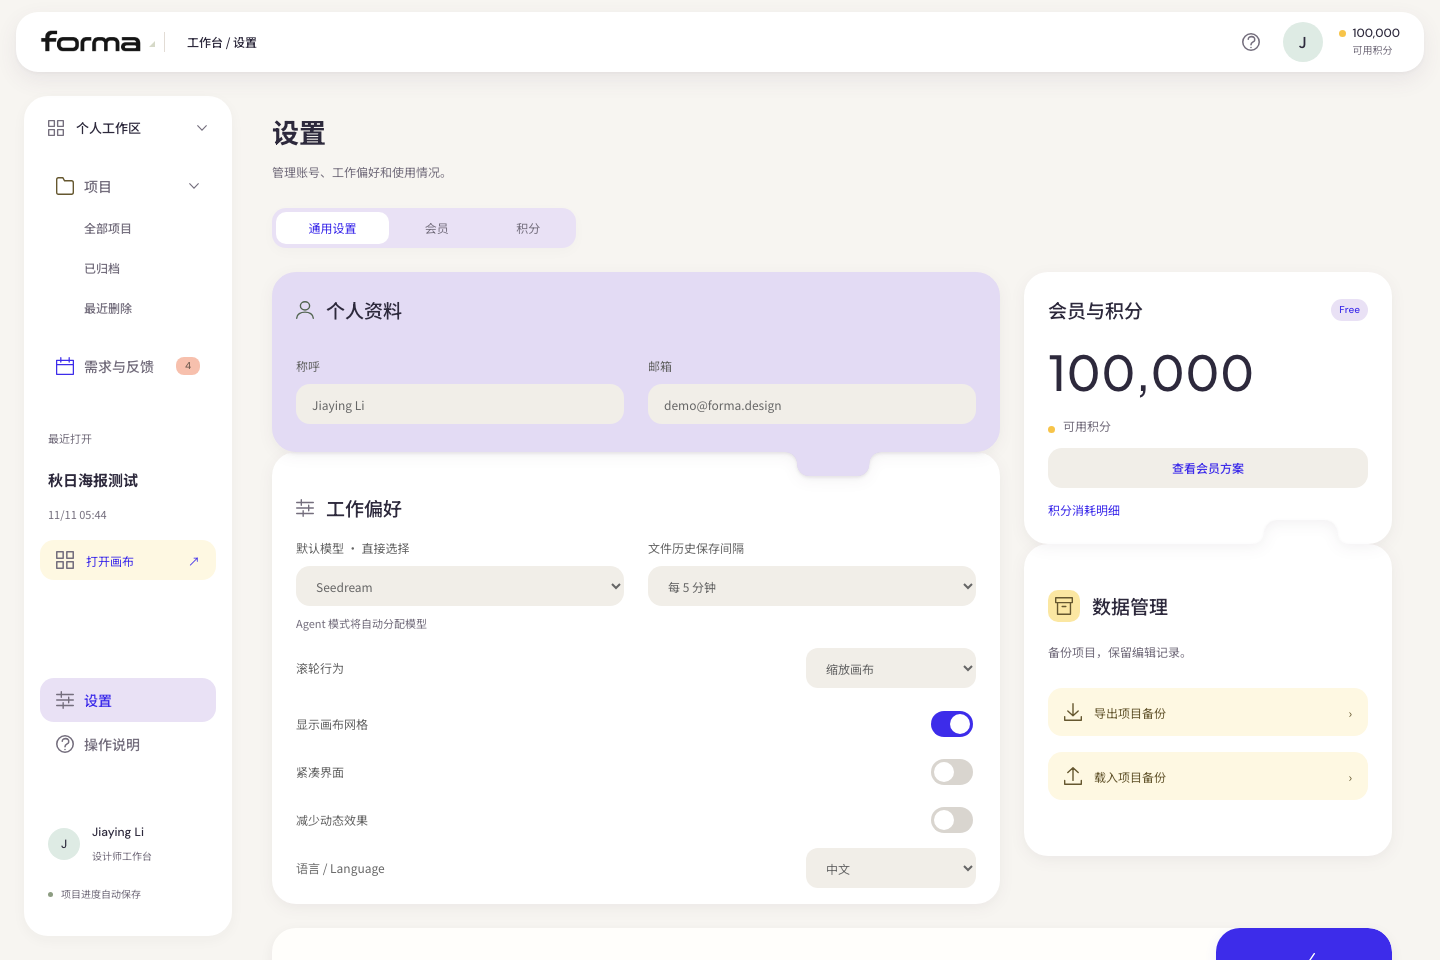 forma
工作台 / 设置
J
100,000
可用积分
个人工作区
项目
全部项目
已归档
最近删除
需求与反馈
4
最近打开
秋日海报测试
11/11 05:44
打开画布
↗
设置
操作说明
J
Jiaying Li
设计师工作台
项目进度自动保存
设置
管理账号、工作偏好和使用情况。
通用设置
会员
积分
个人资料
称呼
邮箱
Jiaying Li
demo@forma.design
工作偏好
默认模型 · 直接选择
文件历史保存间隔
Seedream
每 5 分钟
Agent 模式将自动分配模型
滚轮行为
缩放画布
显示画布网格
紧凑界面
减少动态效果
语言 / Language
中文
会员与积分
Free
100,000
可用积分
查看会员方案
积分消耗明细
数据管理
备份项目，保留编辑记录。
导出项目备份
›
载入项目备份
›